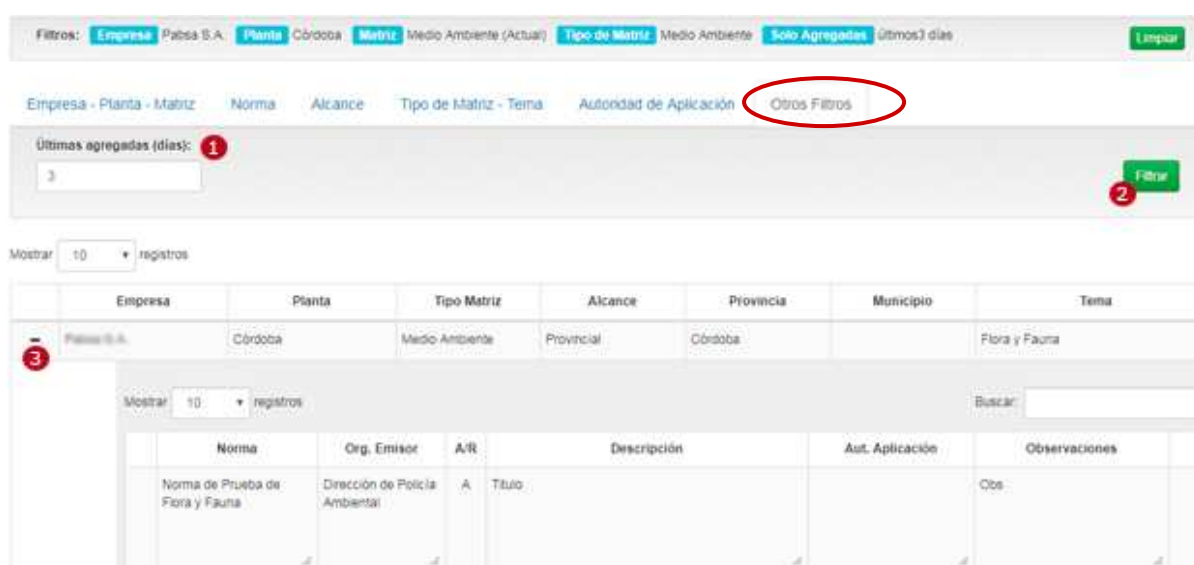 Filtros: Empresa Pabsa S.A. Planta Córdoba Matriz Medio Ambiente (Actual) Tipo de Matriz Medio Ambiente Solo Agregadas últimos3 días Limpiar
Empresa - Planta - Matriz Norma Alcance Tipo de Matriz - Tema Autoridad de Aplicación Otros Filtros
Últimas agregadas (días): 1
3
Filtrar
2
Mostrar 10 registros
Empresa Planta Tipo Matriz Alcance Provincia Municipio Tema
Pabsa S.A. Córdoba Medio Ambiente Provincial Córdoba Flora y Fauna
3
Mostrar 10 registros Buscar:
Norma Org. Emisor A/R Descripción Aut. Aplicación Observaciones
Norma de Prueba de Dirección de Policía A Titulo Obs
Flora y Fauna Ambiental